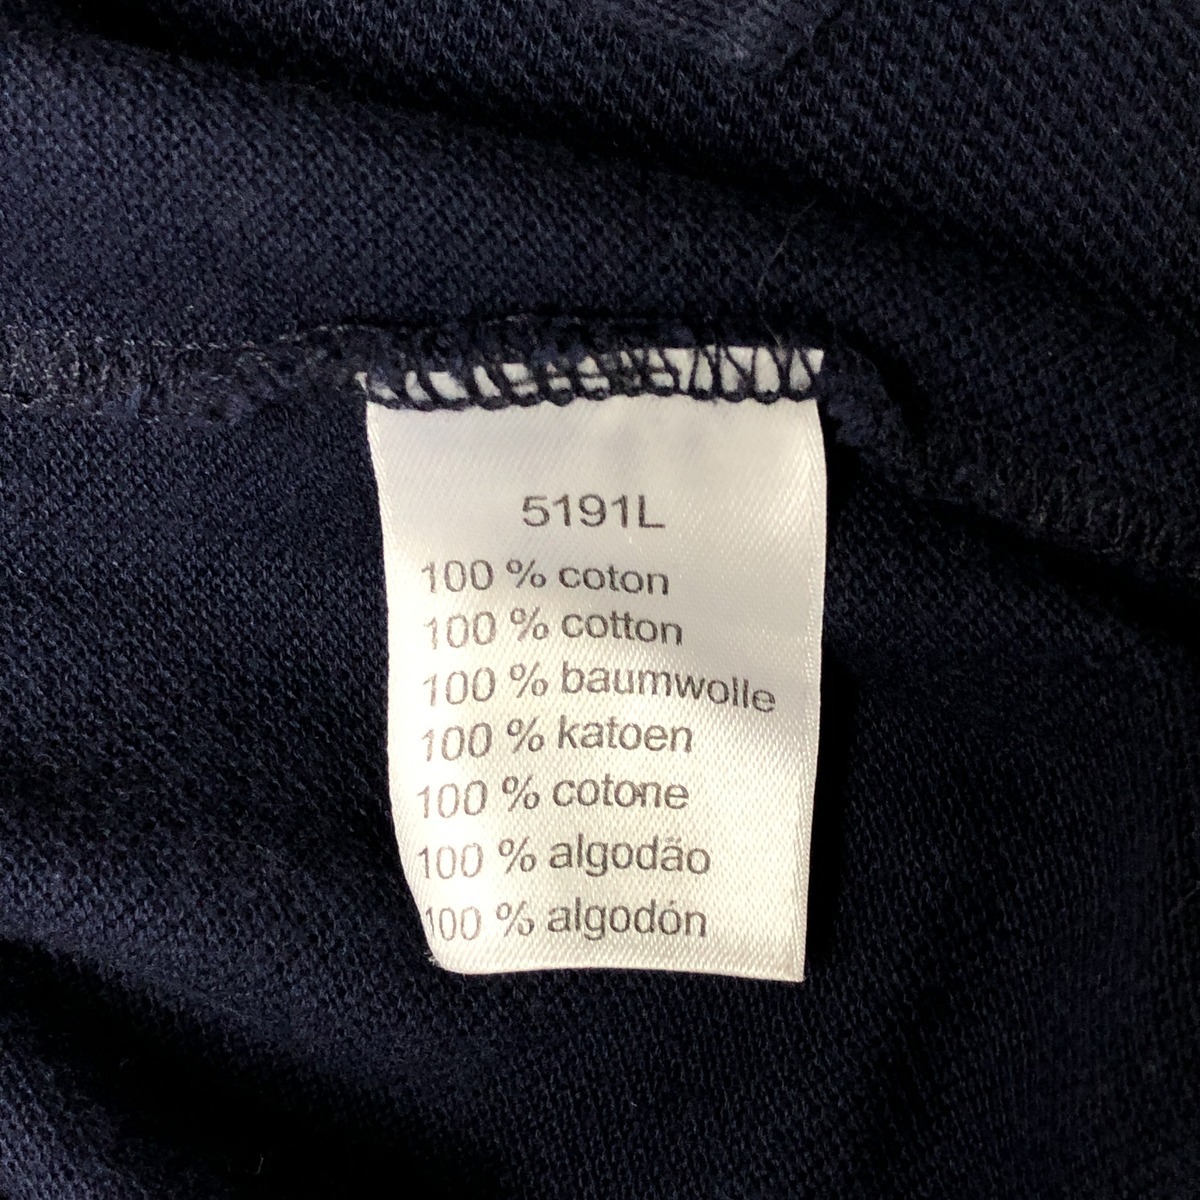 5191L
100 % coton
100 % cotton
100 % baumwolle
100 % katoen
100 % cotone
100 % algodão
100 % algodón